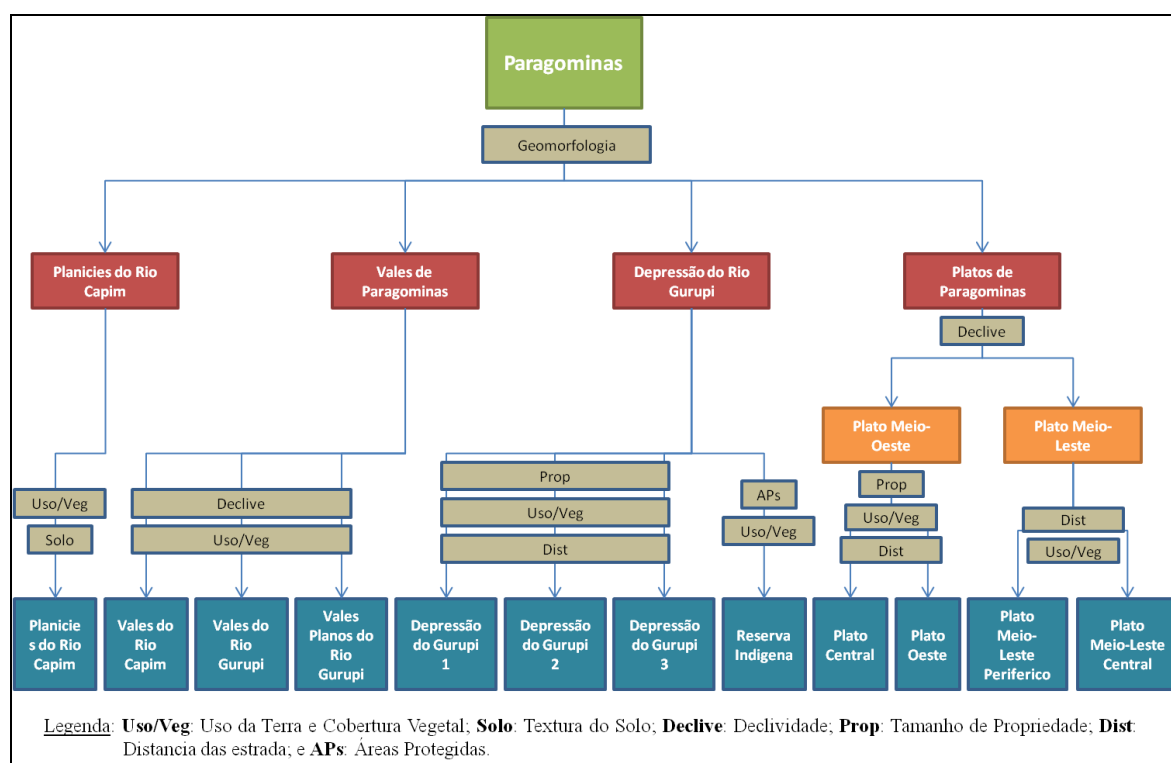 Paragominas
Geomorfologia
Planicies do Rio
Capim
Vales de
Paragominas
Depressão do Rio
Gurupi
Platos de
Paragominas
Declive
Plato Meio-
Oeste
Plato Meio-
Leste
Uso/Veg
Solo
Declive
Uso/Veg
Prop
Uso/Veg
Dist
APs
Uso/Veg
Prop
Uso/Veg
Dist
Dist
Uso/Veg
Planicie
s do Rio
Capim
Vales do
Rio
Capim
Vales do
Rio
Gurupi
Vales
Planos do
Rio
Gurupi
Depressão
do Gurupi
1
Depressão
do Gurupi
2
Depressão
do Gurupi
3
Reserva
Indigena
Plato
Central
Plato
Oeste
Plato
Meio-
Leste
Periferico
Plato
Meio-Leste
Central
Legenda: Uso/Veg: Uso da Terra e Cobertura Vegetal; Solo: Textura do Solo; Declive: Declividade; Prop: Tamanho de Propriedade; Dist:
Distancia das estrada; e APs: Áreas Protegidas.